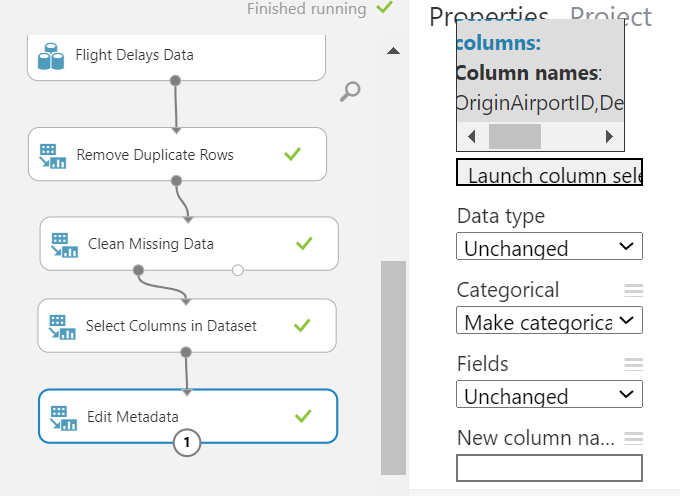 Finished running
Flight Delays Data
Remove Duplicate Rows
Clean Missing Data
Select Columns in Dataset
Edit Metadata
1
Properties Project
columns:
Column names:
OriginAirportID,De
Launch column sele
Data type
Unchanged
Categorical
Make categorica
Fields
Unchanged
New column na...